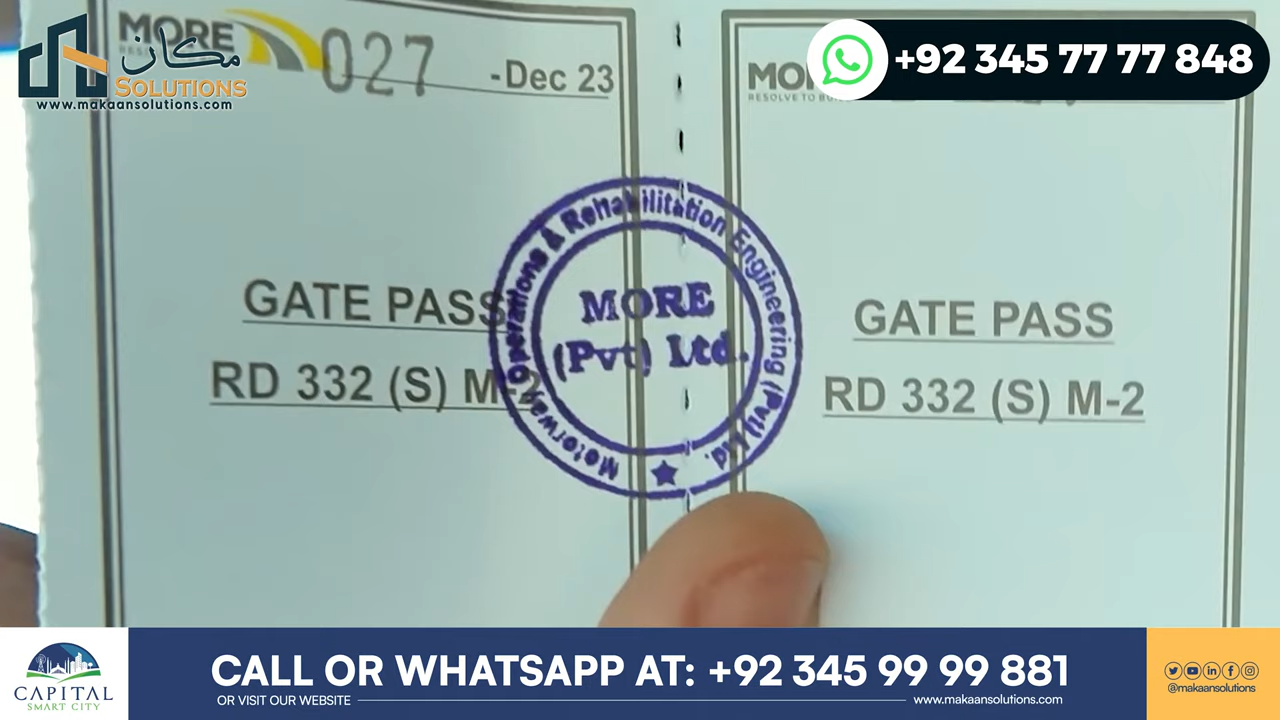 MORE
مکان
SOLUTIONS
www.makaansolutions.com
027
-Dec 23
GATE PASS
RD 332 (S) M-2
MORE
(Pvt) Ltd.
Motorway Operations & Rehabilitation Engineering (Pvt) Ltd.
+92 345 77 77 848
RESOLVE TO
GATE PASS
RD 332 (S) M-2
CAPITAL
SMART CITY
CALL OR WHATSAPP AT: +92 345 99 99 881
OR VISIT OUR WEBSITE
www.makaansolutions.com
@makaansolutions